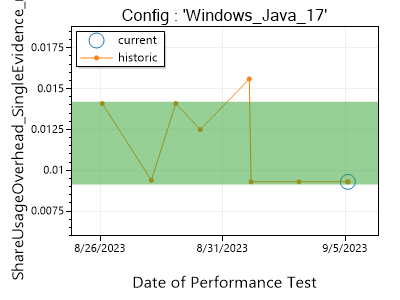 Config : 'Windows_Java_17'
ShareUsageOverhead_SingleEvidence_
current
historic
0.0175
0.015
0.0125
0.01
0.0075
8/26/2023
8/31/2023
9/5/2023
Date of Performance Test